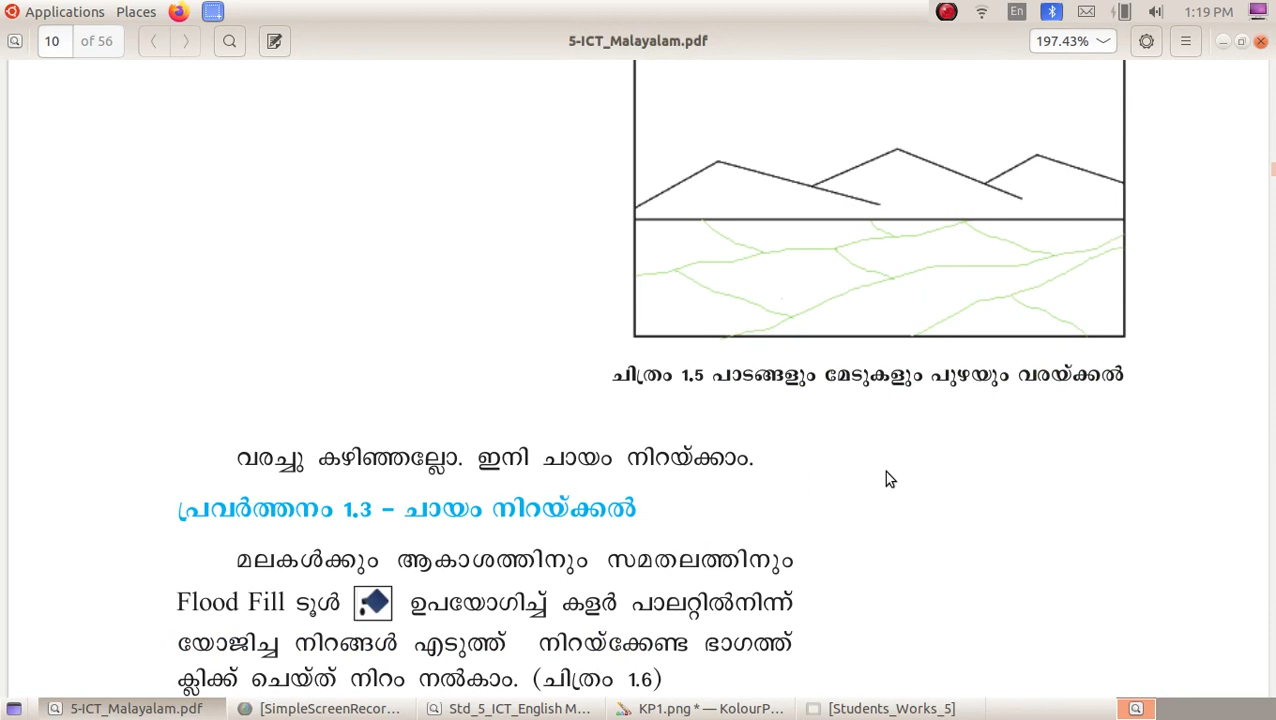 Applications Places En 1:19 PM
10 of 56 5-ICT_Malayalam.pdf 197.43%
ചിത്രം 1.5 പാടങ്ങളും മേടുകളും പുഴയും വരയ്ക്കൽ
വരച്ചു കഴിഞ്ഞല്ലോ. ഇനി ചായം നിറയ്ക്കാം.
പ്രവർത്തനം 1.3 – ചായം നിറയ്ക്കൽ
മലകൾക്കും ആകാശത്തിനും സമതലത്തിനും
Flood Fill ടൂൾ ഉപയോഗിച്ച് കളർ പാലറ്റിൽനിന്ന്
യോജിച്ച നിറങ്ങൾ എടുത്ത് നിറയ്ക്കേണ്ട ഭാഗത്ത്
ക്ലിക്ക് ചെയ്ത് നിറം നൽകാം. (ചിത്രം 1.6)
5-ICT_Malayalam.pdf [SimpleScreenRecor... Std_5_ICT_English M... KP1.png * — KolourP... [Students_Works_5]